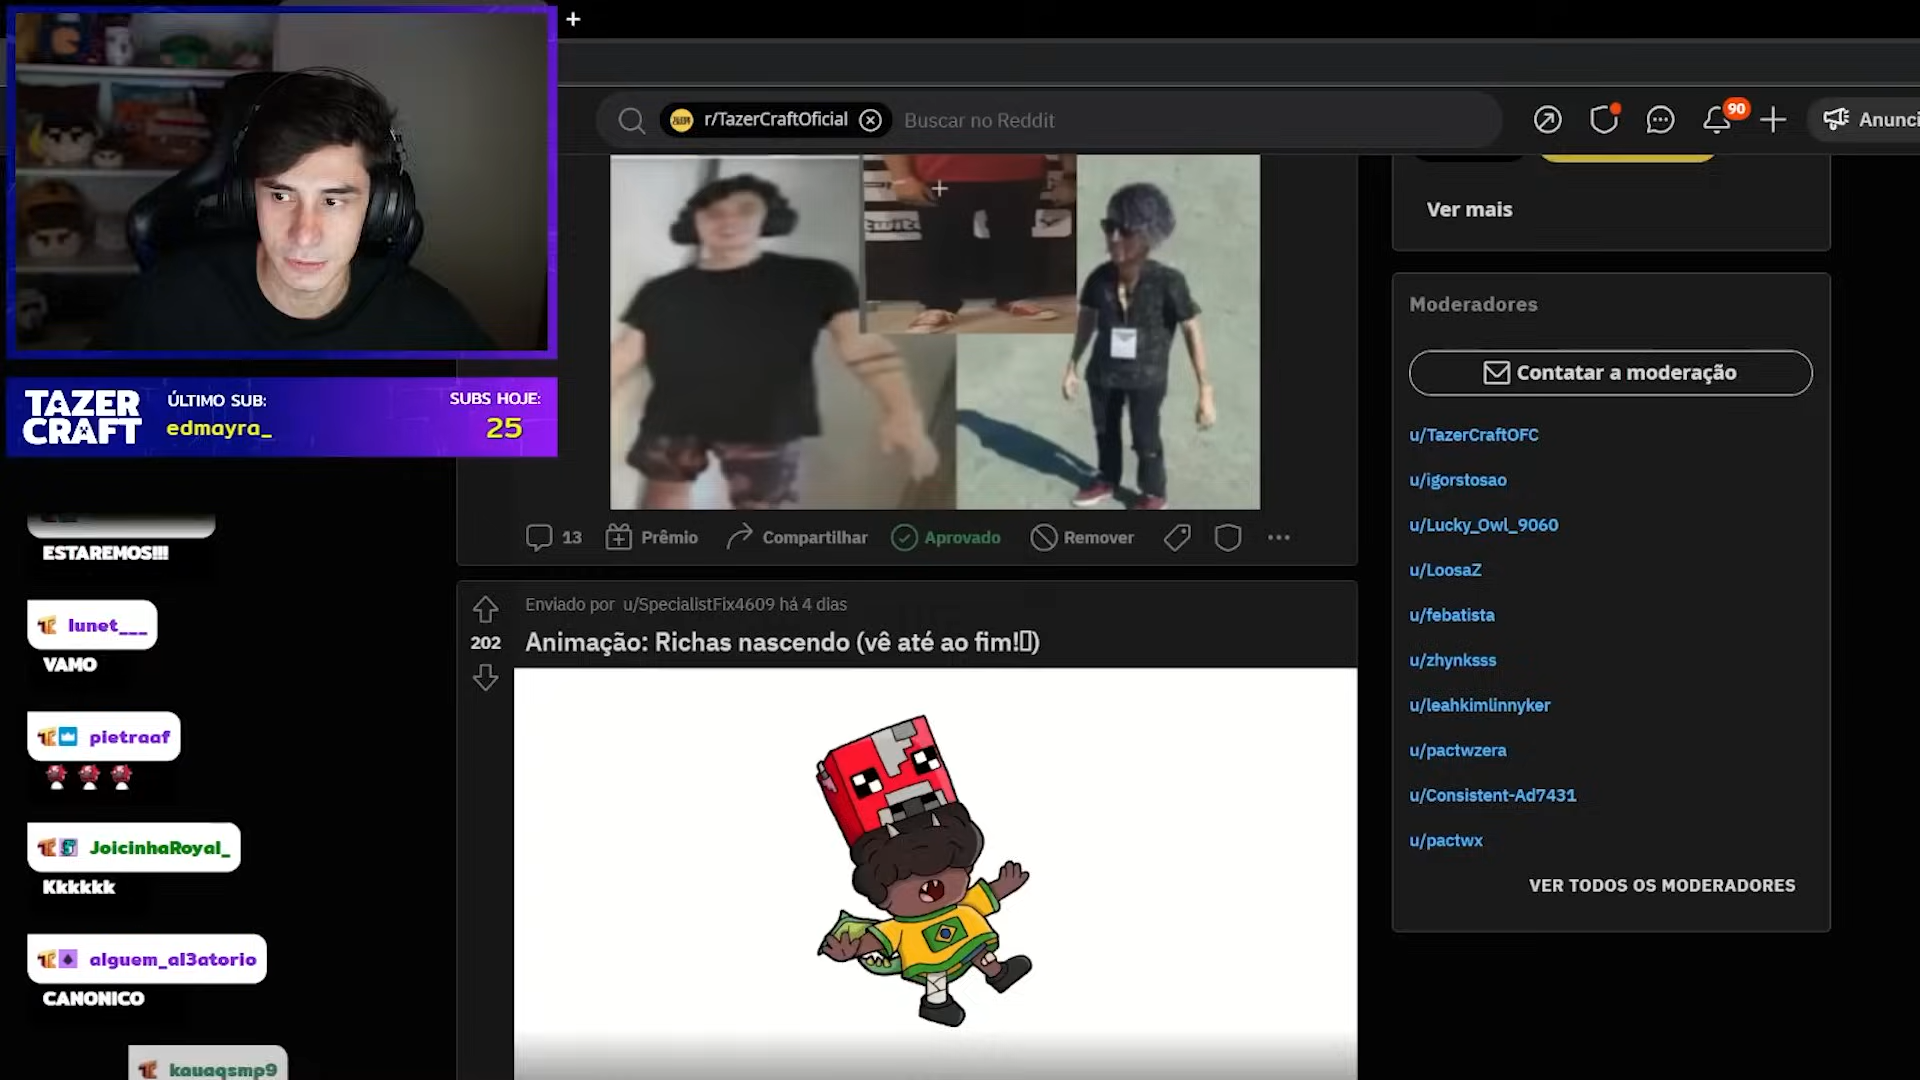 TAZER
CRAFT
ÚLTIMO SUB:
edmayra_
SUBS HOJE:
25
ESTAREMOS!!!
lunet___
VAMO
pietraaf
JoicinhaRoyal_
Kkkkkk
alguem_al3atorio
CANONICO
kauaqsmp9
r/TazerCraftOficial
Buscar no Reddit
90
Anunci
twitc
13
Prêmio
Compartilhar
Aprovado
Remover
202
Enviado por u/SpecialistFix4609 há 4 dias
Animação: Richas nascendo (vê até ao fim!▯)
Ver mais
Moderadores
Contatar a moderação
u/TazerCraftOFC
u/igorstosao
u/Lucky_Owl_9060
u/LoosaZ
u/febatista
u/zhynksss
u/leahkimlinnyker
u/pactwzera
u/Consistent-Ad7431
u/pactwx
VER TODOS OS MODERADORES